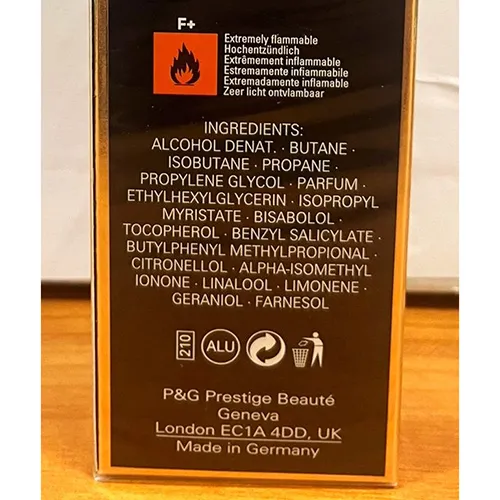 F+
Extremely flammable
Hochentzündlich
Extrêmement inflammable
Estremamente infiammabile
Extremadamente inflamable
Zeer licht ontvlambaar
INGREDIENTS:
ALCOHOL DENAT. · BUTANE ·
ISOBUTANE · PROPANE ·
PROPYLENE GLYCOL · PARFUM ·
ETHYLHEXYLGLYCERIN · ISOPROPYL
MYRISTATE · BISABOLOL ·
TOCOPHEROL · BENZYL SALICYLATE ·
BUTYLPHENYL METHYLPROPIONAL ·
CITRONELLOL · ALPHA-ISOMETHYL
IONONE · LINALOOL · LIMONENE ·
GERANIOL · FARNESOL
210 ALU
P&G Prestige Beauté
Geneva
London EC1A 4DD, UK
Made in Germany